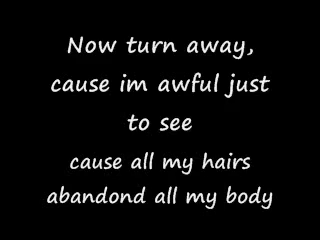 Now turn away,
cause im awful just
to see
cause all my hairs
abandond all my body